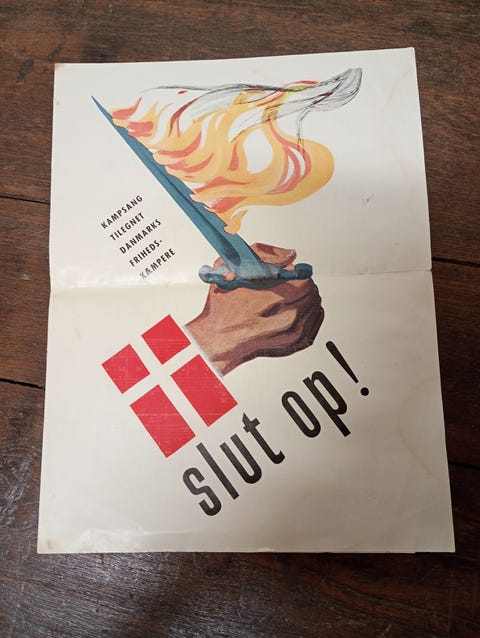 KAMPSANG
TILEGNET
DANMARKS
FRIHEDS-
KÆMPERE
slut op!